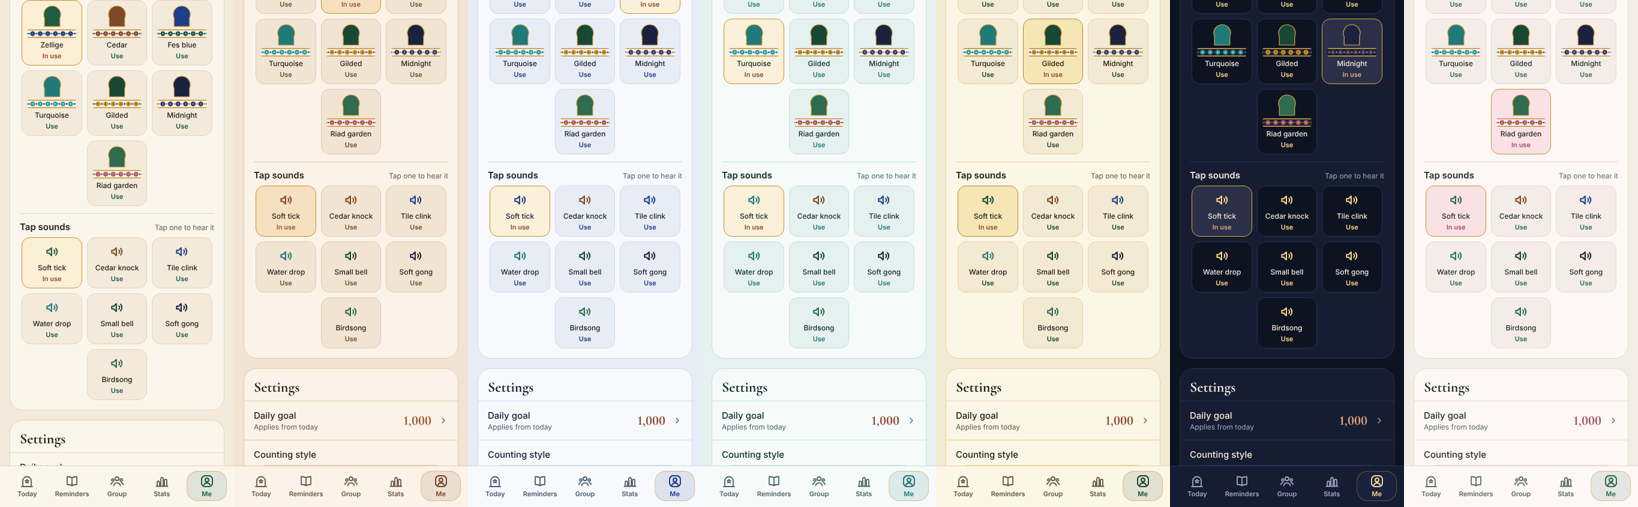 Zellige Cedar Fes blue
In use Use Use
Turquoise Gilded Midnight
Use Use Use
Riad garden
Use
Tap sounds Tap one to hear it
Soft tick Cedar knock Tile clink
In use Use Use
Water drop Small bell Soft gong
Use Use Use
Birdsong
Use
Settings
Today Reminders Group Stats Me
Use In use Use
Turquoise Gilded Midnight
Use Use Use
Riad garden
Use
Tap sounds Tap one to hear it
Soft tick Cedar knock Tile clink
In use Use Use
Water drop Small bell Soft gong
Use Use Use
Birdsong
Use
Settings
Daily goal 1,000
Applies from today
Counting style
Today Reminders Group Stats Me
Use Use In use
Turquoise Gilded Midnight
Use Use Use
Riad garden
Use
Tap sounds Tap one to hear it
Soft tick Cedar knock Tile clink
In use Use Use
Water drop Small bell Soft gong
Use Use Use
Birdsong
Use
Settings
Daily goal 1,000
Applies from today
Counting style
Today Reminders Group Stats Me
Use Use Use
Turquoise Gilded Midnight
In use Use Use
Riad garden
Use
Tap sounds Tap one to hear it
Soft tick Cedar knock Tile clink
In use Use Use
Water drop Small bell Soft gong
Use Use Use
Birdsong
Use
Settings
Daily goal 1,000
Applies from today
Counting style
Today Reminders Group Stats Me
Use Use Use
Turquoise Gilded Midnight
Use In use Use
Riad garden
Use
Tap sounds Tap one to hear it
Soft tick Cedar knock Tile clink
In use Use Use
Water drop Small bell Soft gong
Use Use Use
Birdsong
Use
Settings
Daily goal 1,000
Applies from today
Counting style
Today Reminders Group Stats Me
Use Use Use
Turquoise Gilded Midnight
Use Use In use
Riad garden
Use
Tap sounds Tap one to hear it
Soft tick Cedar knock Tile clink
In use Use Use
Water drop Small bell Soft gong
Use Use Use
Birdsong
Use
Settings
Daily goal 1,000
Applies from today
Counting style
Today Reminders Group Stats Me
Use Use Use
Turquoise Gilded Midnight
Use Use Use
Riad garden
In use
Tap sounds Tap one to hear it
Soft tick Cedar knock Tile clink
In use Use Use
Water drop Small bell Soft gong
Use Use Use
Birdsong
Use
Settings
Daily goal 1,000
Applies from today
Counting style
Today Reminders Group Stats Me